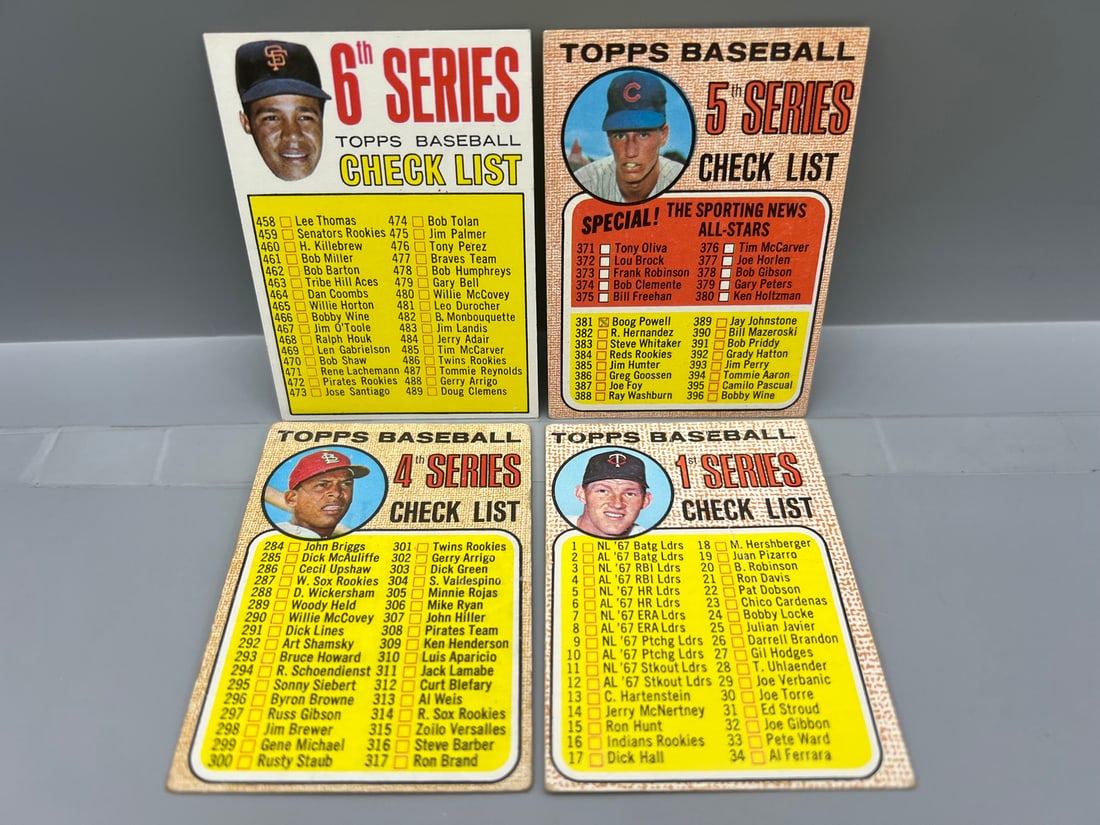 SF
6th SERIES
TOPPS BASEBALL
CHECK LIST
458 Lee Thomas
459 Senators Rookies
460 H. Killebrew
461 Bob Miller
462 Bob Barton
463 Tribe Hill Aces
464 Dan Coombs
465 Willie Horton
466 Bobby Wine
467 Jim O'Toole
468 Ralph Houk
469 Len Gabrielson
470 Bob Shaw
471 Rene Lachemann
472 Pirates Rookies
473 Jose Santiago
474 Bob Tolan
475 Jim Palmer
476 Tony Perez
477 Braves Team
478 Bob Humphreys
479 Gary Bell
480 Willie McCovey
481 Leo Durocher
482 B. Monbouquette
483 Jim Landis
484 Jerry Adair
485 Tim McCarver
486 Twins Rookies
487 Tommie Reynolds
488 Gerry Arrigo
489 Doug Clemens
TOPPS BASEBALL
C
5th SERIES
CHECK LIST
SPECIAL! THE SPORTING NEWS
ALL-STARS
371 Tony Oliva
372 Lou Brock
373 Frank Robinson
374 Bob Clemente
375 Bill Freehan
376 Tim McCarver
377 Joe Horlen
378 Bob Gibson
379 Gary Peters
380 Ken Holtzman
381 Boog Powell
382 R. Hernandez
383 Steve Whitaker
384 Reds Rookies
385 Jim Hunter
386 Greg Goossen
387 Joe Foy
388 Ray Washburn
389 Jay Johnstone
390 Bill Mazeroski
391 Bob Priddy
392 Grady Hatton
393 Jim Perry
394 Tommie Aaron
395 Camilo Pascual
396 Bobby Wine
TOPPS BASEBALL
4th SERIES
CHECK LIST
284 John Briggs
285 Dick McAuliffe
286 Cecil Upshaw
287 W. Sox Rookies
288 D. Wickersham
289 Woody Held
290 Willie McCovey
291 Dick Lines
292 Art Shamsky
293 Bruce Howard
294 R. Schoendienst
295 Sonny Siebert
296 Byron Browne
297 Russ Gibson
298 Jim Brewer
299 Gene Michael
300 Rusty Staub
301 Twins Rookies
302 Gerry Arrigo
303 Dick Green
304 S. Valdespino
305 Minnie Rojas
306 Mike Ryan
307 John Hiller
308 Pirates Team
309 Ken Henderson
310 Luis Aparicio
311 Jack Lamabe
312 Curt Blefary
313 Al Weis
314 R. Sox Rookies
315 Zoilo Versalles
316 Steve Barber
317 Ron Brand
TOPPS BASEBALL
TC
1st SERIES
CHECK LIST
1 NL '67 Batg Ldrs
2 AL '67 Batg Ldrs
3 NL '67 RBI Ldrs
4 AL '67 RBI Ldrs
5 NL '67 HR Ldrs
6 AL '67 HR Ldrs
7 NL '67 ERA Ldrs
8 AL '67 ERA Ldrs
9 NL '67 Ptchg Ldrs
10 AL '67 Ptchg Ldrs
11 NL '67 Stkout Ldrs
12 AL '67 Stkout Ldrs
13 C. Hartenstein
14 Jerry McNertney
15 Ron Hunt
16 Indians Rookies
17 Dick Hall
18 M. Hershberger
19 Juan Pizarro
20 B. Robinson
21 Ron Davis
22 Pat Dobson
23 Chico Cardenas
24 Bobby Locke
25 Julian Javier
26 Darrell Brandon
27 Gil Hodges
28 T. Uhlaender
29 Joe Verbanic
30 Joe Torre
31 Ed Stroud
32 Joe Gibbon
33 Pete Ward
34 Al Ferrara